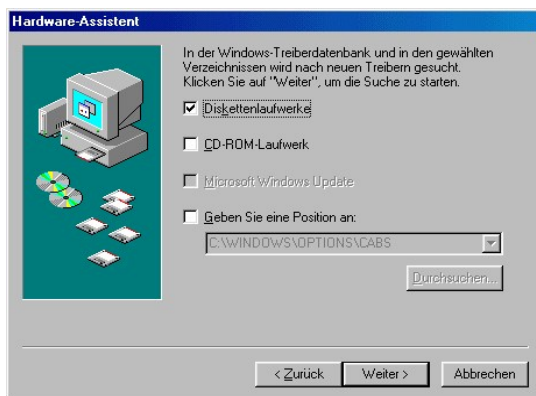 Hardware-Assistent
In der Windows-Treiberdatenbank und in den gewählten
Verzeichnissen wird nach neuen Treibern gesucht.
Klicken Sie auf "Weiter", um die Suche zu starten.
Diskettenlaufwerke
CD-ROM-Laufwerk
Microsoft Windows Update
Geben Sie eine Position an:
C:\WINDOWS\OPTIONS\CABS
Durchsuchen...
< Zurück Weiter > Abbrechen